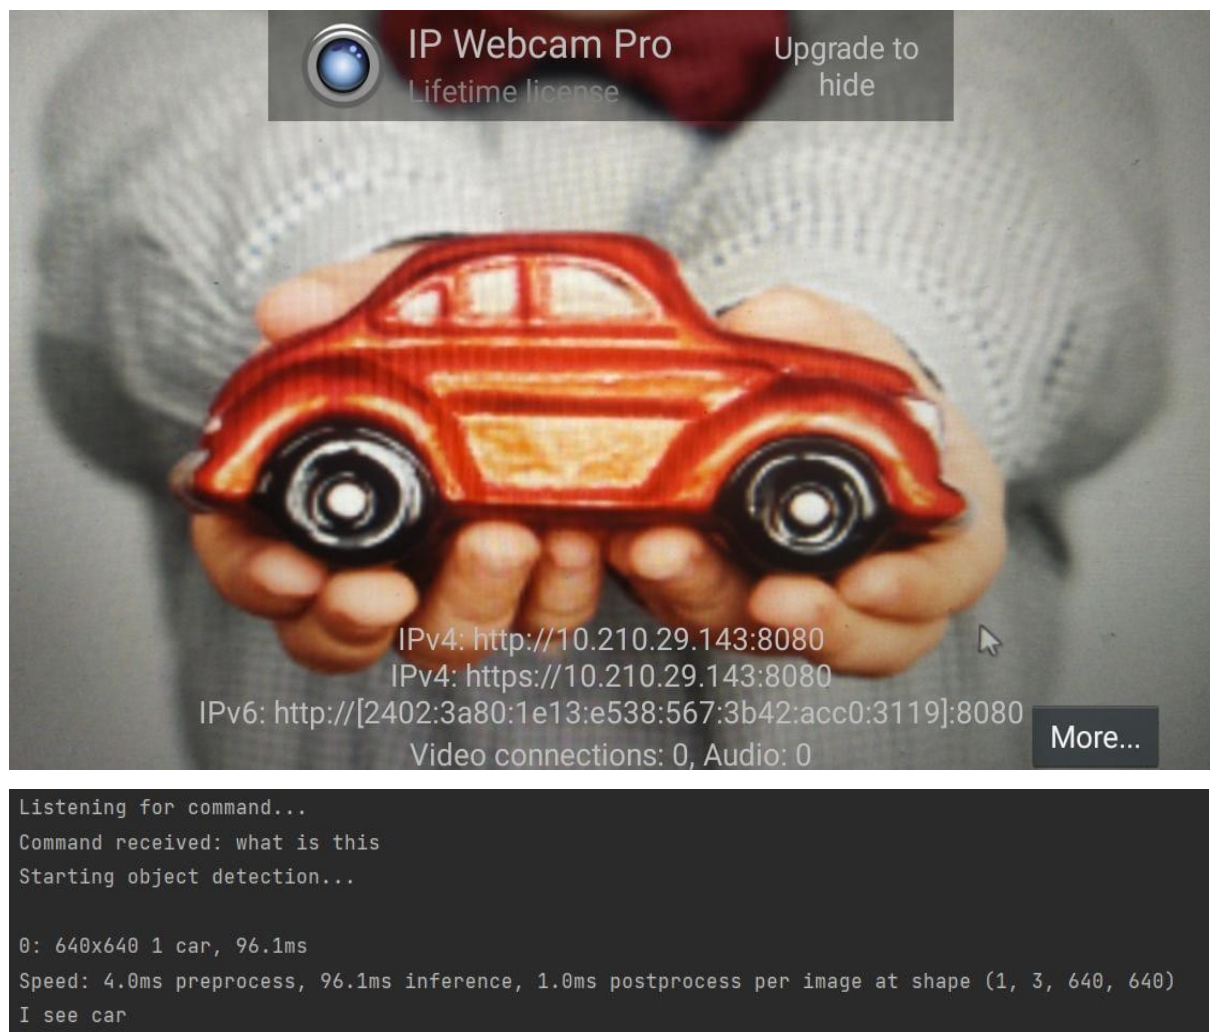 IP Webcam Pro
Lifetime license
Upgrade to
hide
IPv4: http://10.210.29.143:8080
IPv4: https://10.210.29.143:8080
IPv6: http://[2402:3a80:1e13:e538:567:3b42:acc0:3119]:8080
Video connections: 0, Audio: 0
More...
Listening for command...
Command received: what is this
Starting object detection...
0: 640x640 1 car, 96.1ms
Speed: 4.0ms preprocess, 96.1ms inference, 1.0ms postprocess per image at shape (1, 3, 640, 640)
I see car